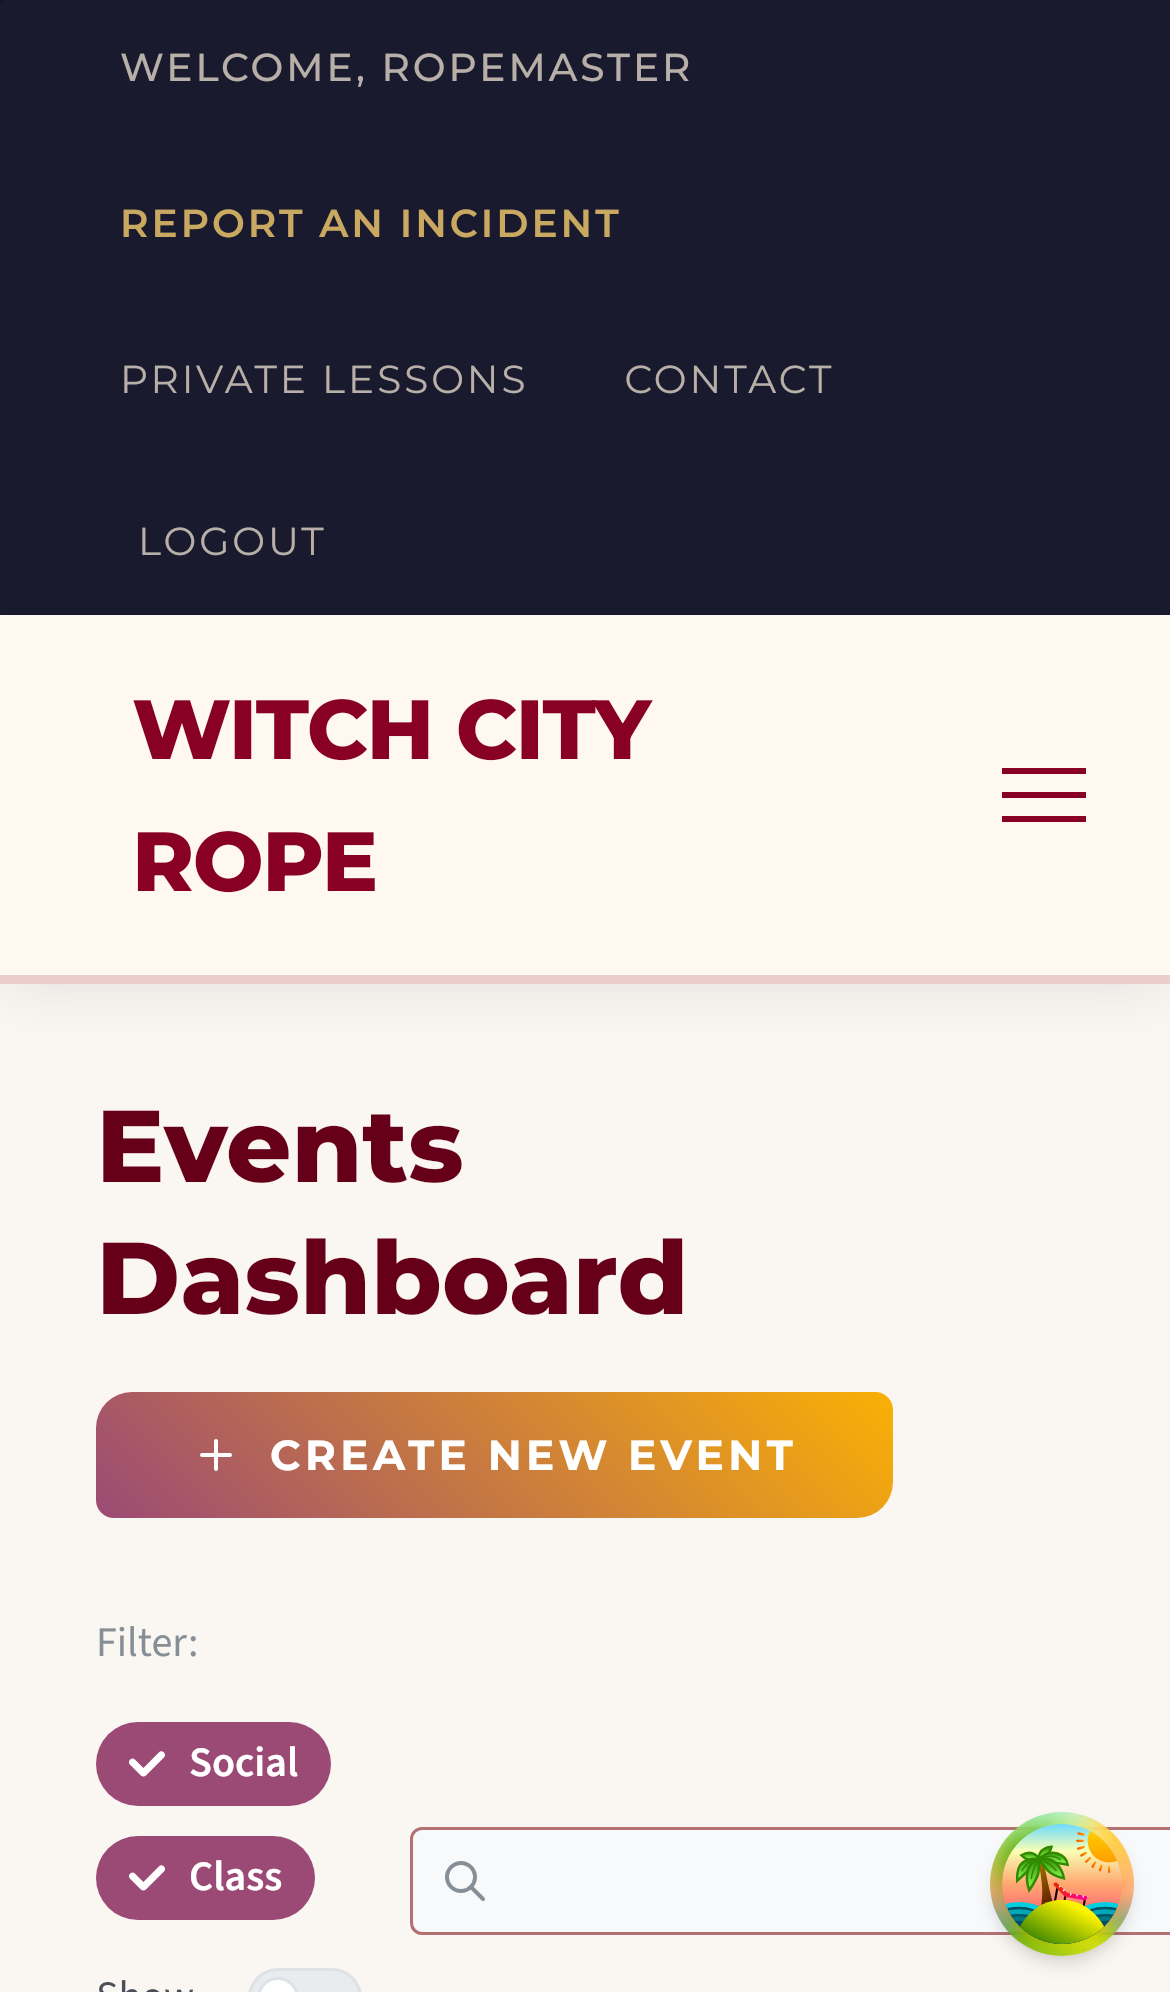 WELCOME, ROPEMASTER
REPORT AN INCIDENT
PRIVATE LESSONS CONTACT
LOGOUT
WITCH CITY
ROPE
Events
Dashboard
CREATE NEW EVENT
Filter:
Social
Class
Show